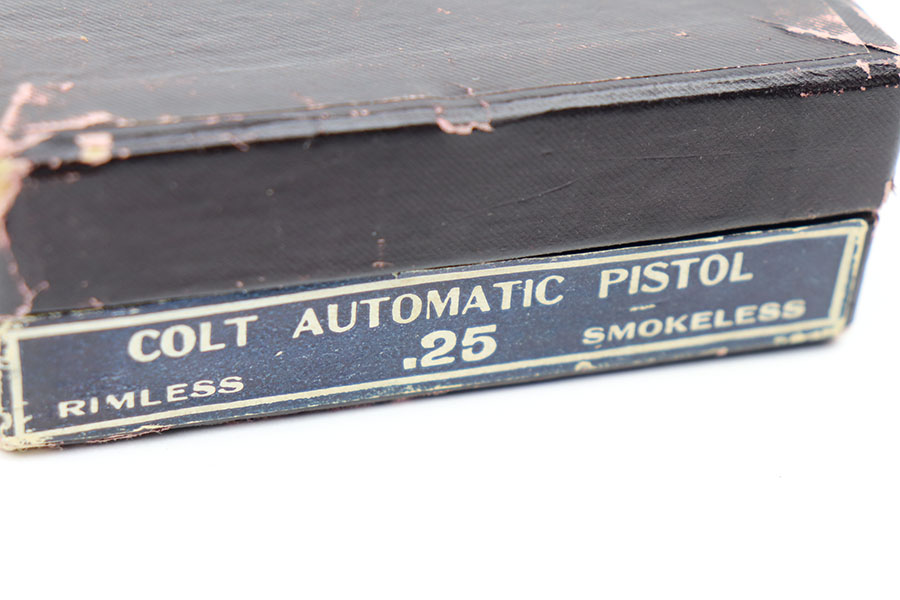 COLT AUTOMATIC PISTOL
RIMLESS .25 SMOKELESS